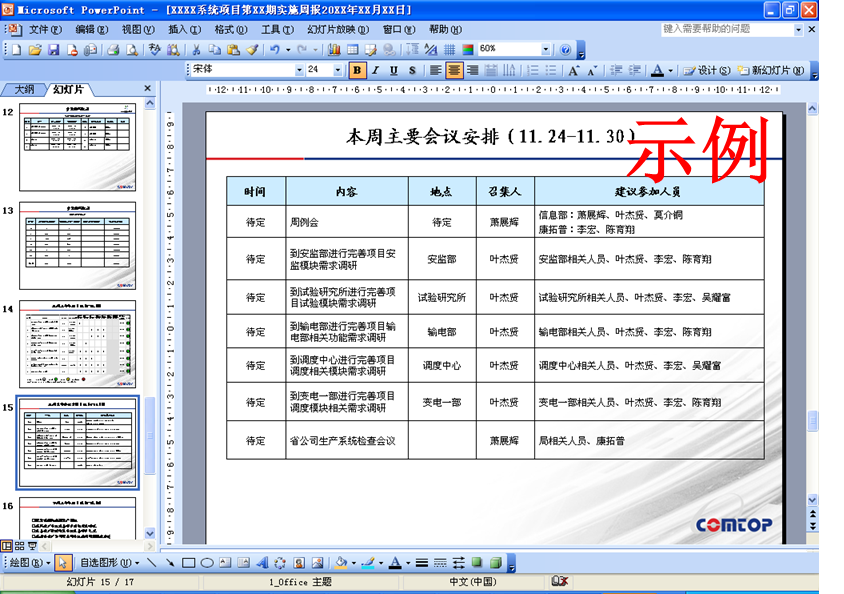 Microsoft PowerPoint - [XXXX系统项目第XX期实施周报20XX年XX月XX日]
文件(F) 编辑(E) 视图(V) 插入(I) 格式(O) 工具(T) 幻灯片放映(D) 窗口(W) 帮助(H) 键入需要帮助的问题
60%
宋体 24 B I U S 设计(S) 新幻灯片(N)
大纲 幻灯片
12
13
14
15
16
本周主要会议安排（11.24-11.30）
示例
时间 内容 地点 召集人 建议参加人员
待定 周例会 待定 萧展辉 信息部：萧展辉、叶杰贤、莫介铜
康拓普：李宏、陈育翔
待定 到安监部进行完善项目安
监模块需求调研 安监部 叶杰贤 安监部相关人员、叶杰贤、李宏、陈育翔
待定 到试验研究所进行完善项
目试验模块需求调研 试验研究所 叶杰贤 试验研究所相关人员、叶杰贤、李宏、吴耀富
待定 到输电部进行完善项目输
电部相关功能需求调研 输电部 叶杰贤 输电部相关人员、叶杰贤、李宏、陈育翔
待定 到调度中心进行完善项目
调度相关模块需求调研 调度中心 叶杰贤 调度中心相关人员、叶杰贤、李宏、吴耀富
待定 到变电一部进行完善项目
调度模块相关需求调研 变电一部 叶杰贤 变电一部相关人员、叶杰贤、李宏、陈育翔
待定 省公司生产系统检查会议 萧展辉 局相关人员、康拓普
COMTOP
绘图(R) 自选图形(U)
幻灯片 15 / 17 1_Office 主题 中文(中国)